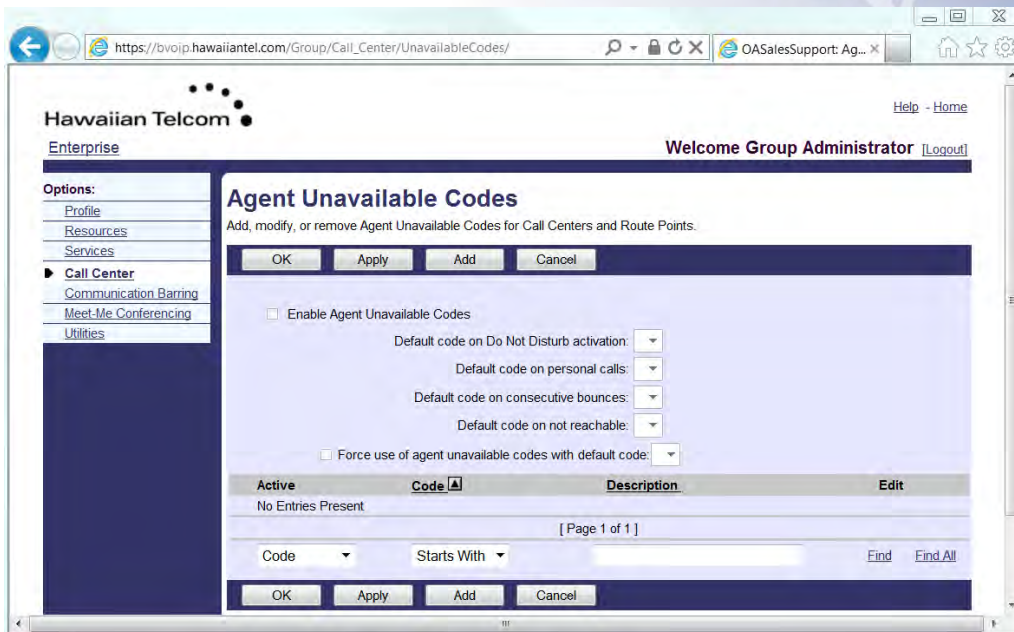 https://bvoip.hawaiiantel.com/Group/Call_Center/UnavailableCodes/
OASalesSupport: Ag...
Hawaiian Telcom
Help - Home
Enterprise
Welcome Group Administrator [Logout]
Options:
Profile
Resources
Services
Call Center
Communication Barring
Meet-Me Conferencing
Utilities
Agent Unavailable Codes
Add, modify, or remove Agent Unavailable Codes for Call Centers and Route Points.
OK Apply Add Cancel
Enable Agent Unavailable Codes
Default code on Do Not Disturb activation:
Default code on personal calls:
Default code on consecutive bounces:
Default code on not reachable:
Force use of agent unavailable codes with default code:
Active Code Description Edit
No Entries Present
[ Page 1 of 1 ]
Code Starts With Find Find All
OK Apply Add Cancel